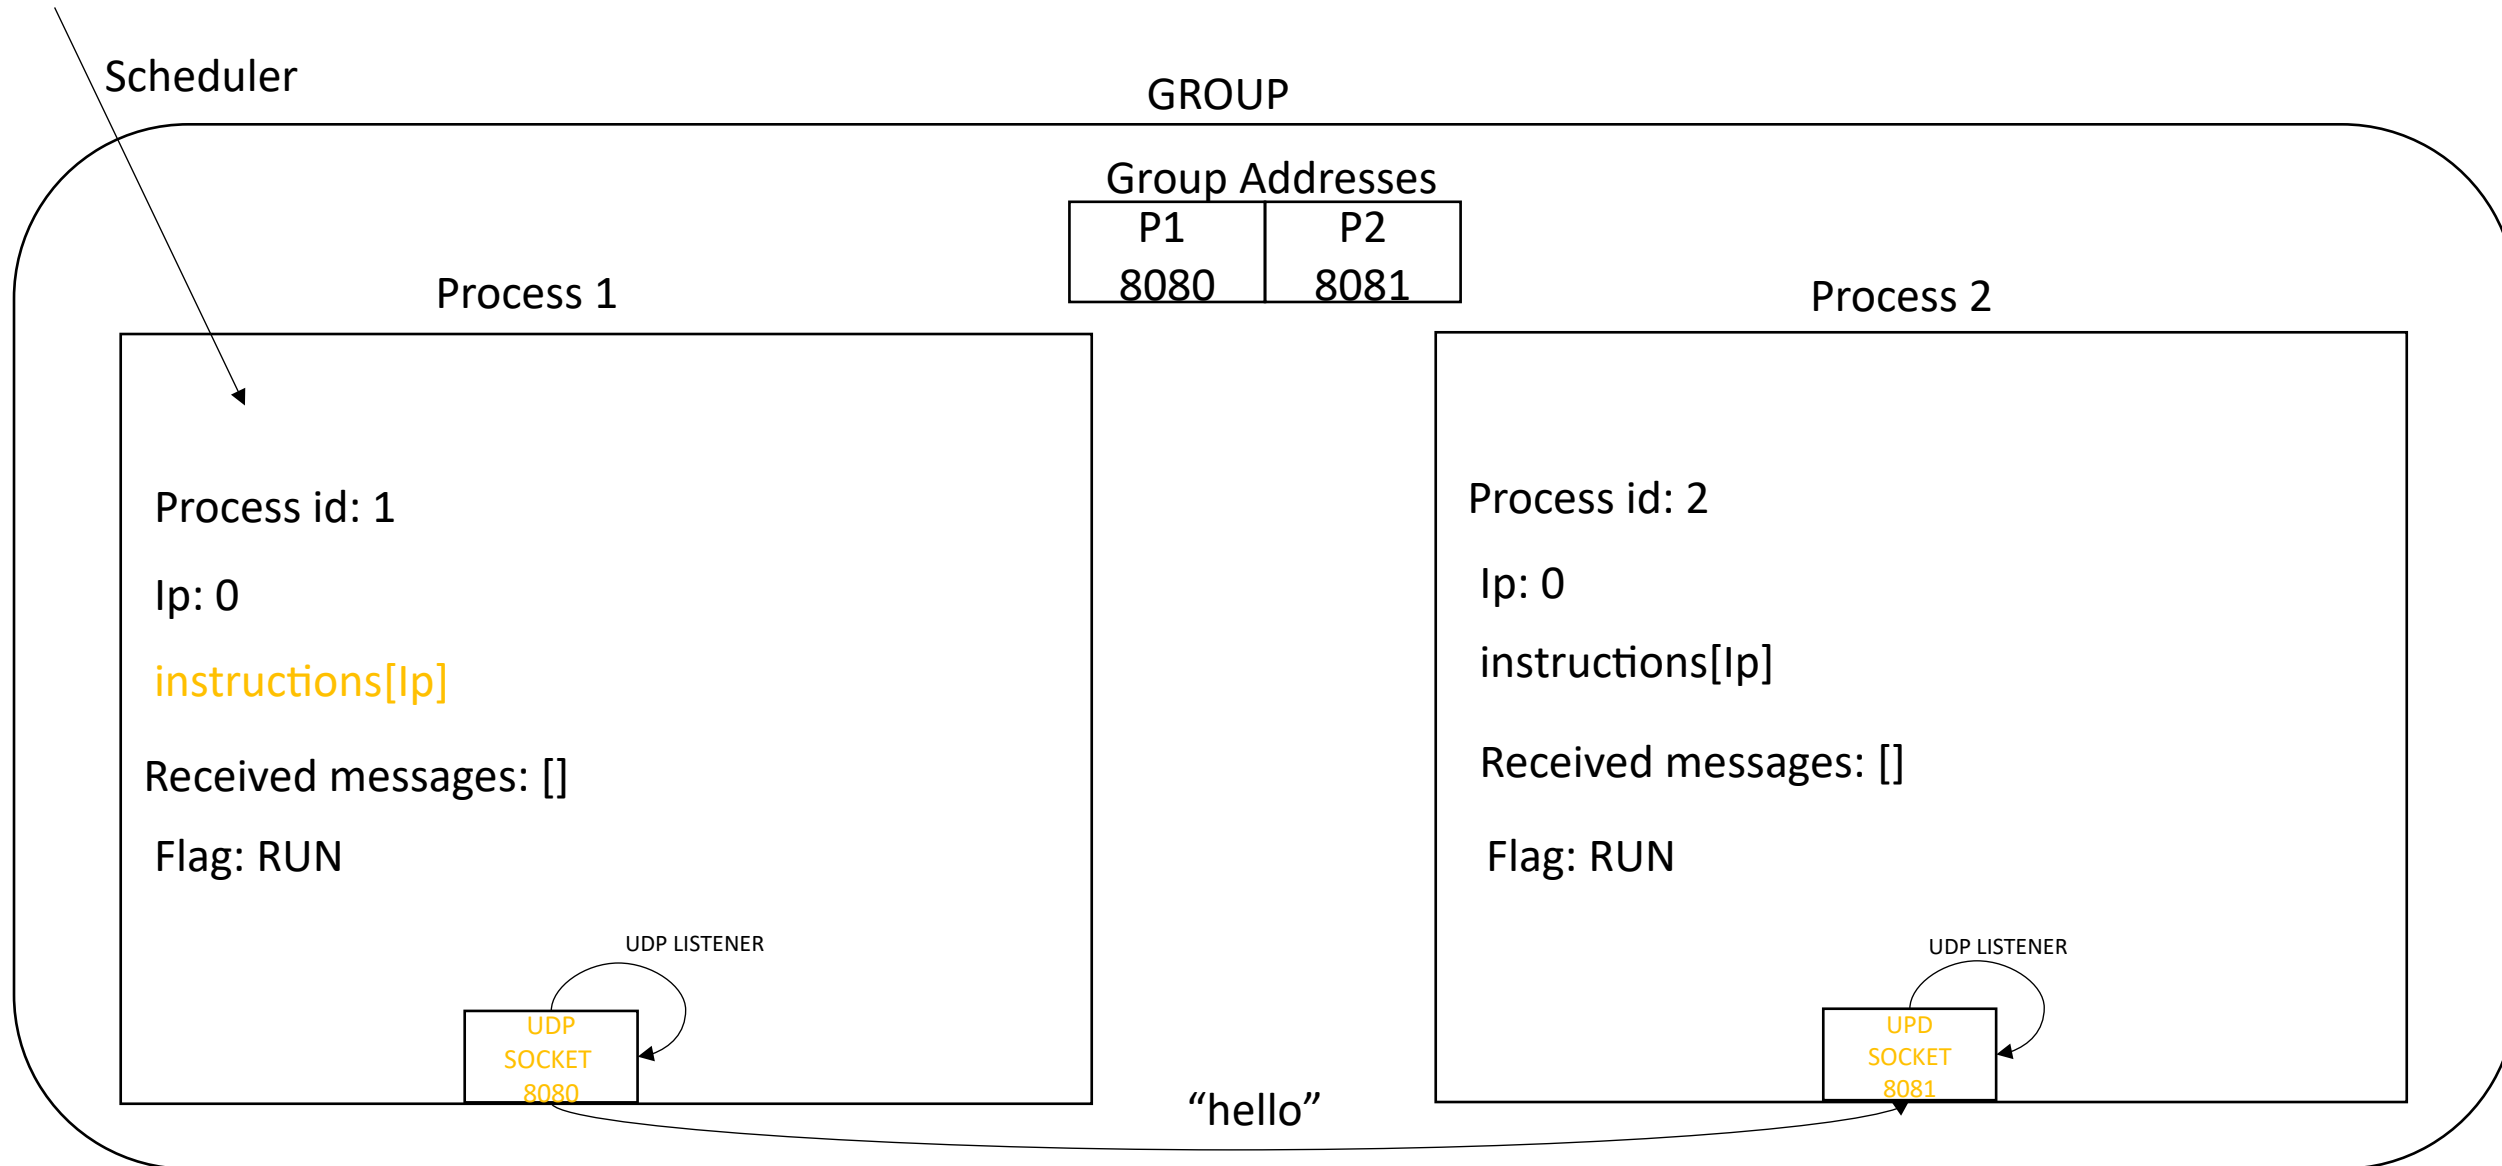 Scheduler
GROUP
Group Addresses
P1
8080
P2
8081
Process 1
Process id: 1
Ip: 0
instructions[Ip]
Received messages: []
Flag: RUN
UDP LISTENER
UDP
SOCKET
8080
Process 2
Process id: 2
Ip: 0
instructions[Ip]
Received messages: []
Flag: RUN
UDP LISTENER
UPD
SOCKET
8081
“hello”